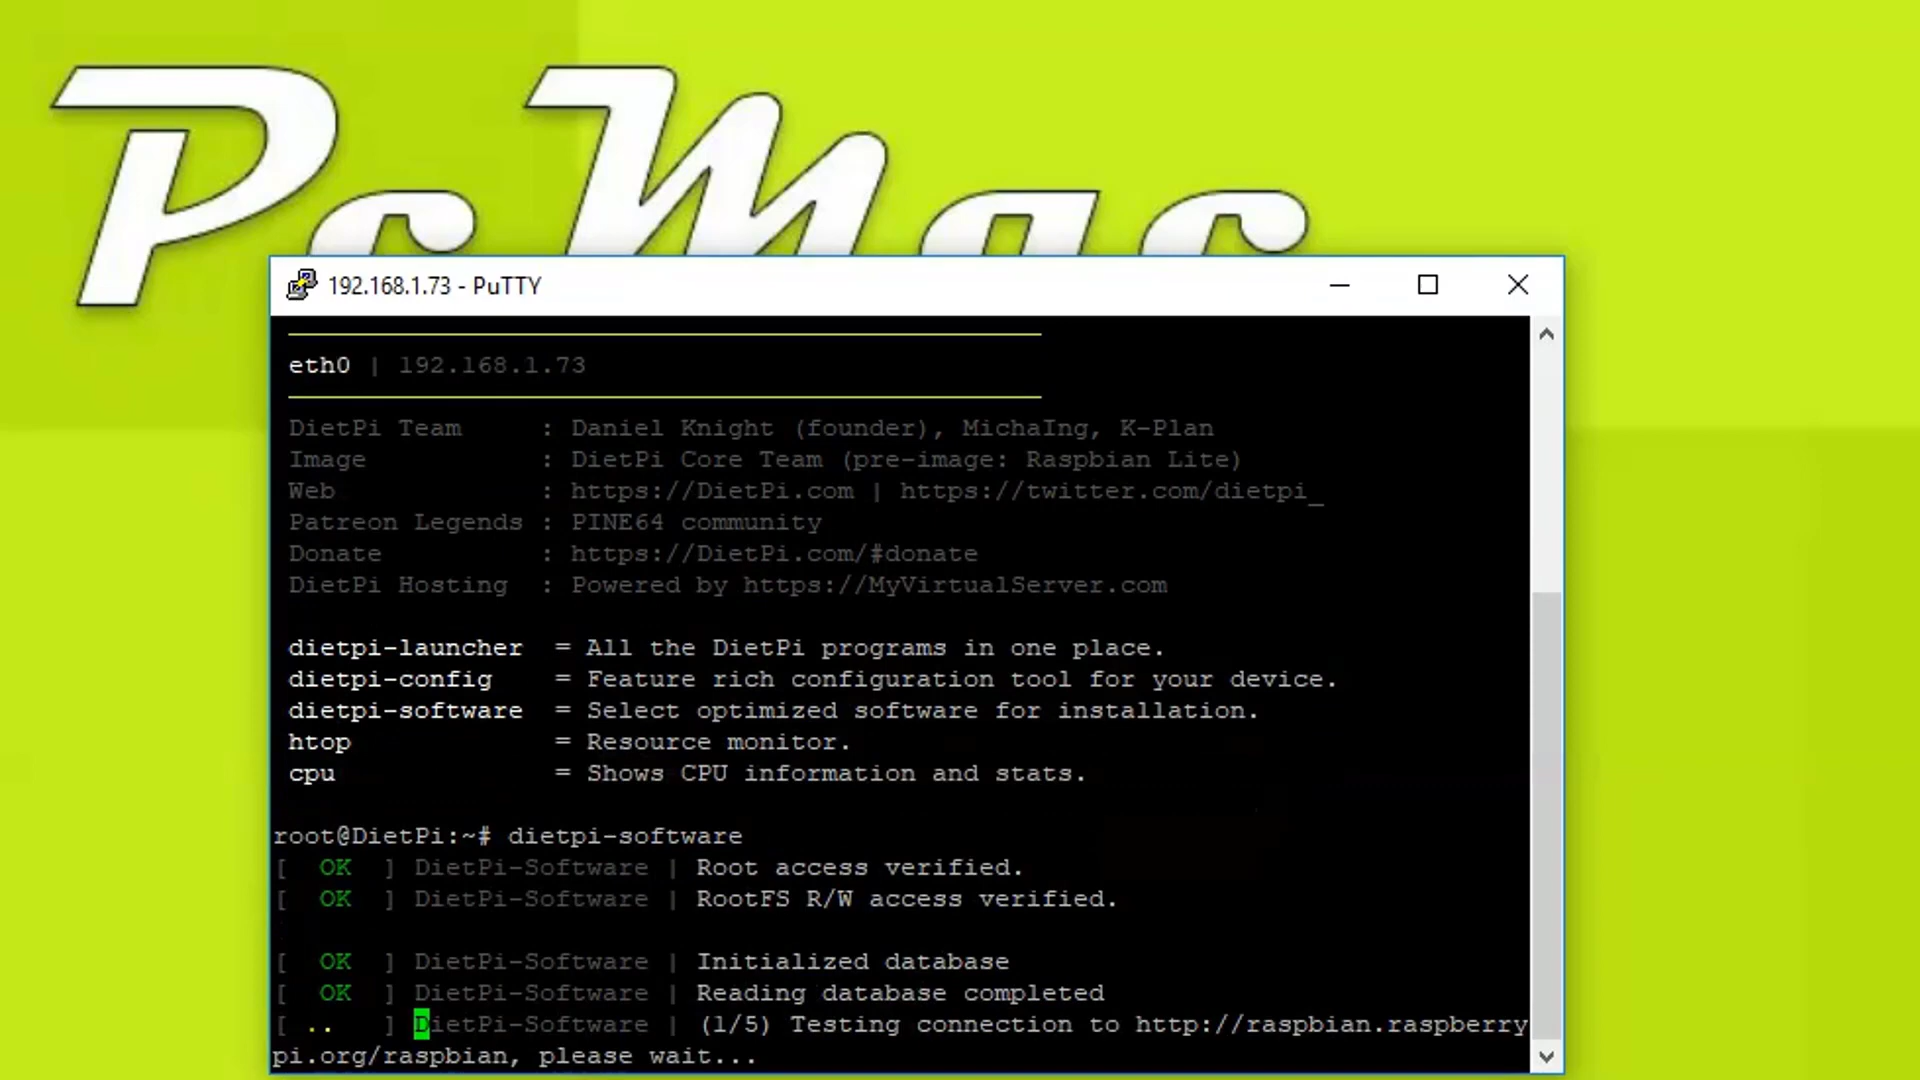 Pc Mac
192.168.1.73 - PuTTY
eth0 | 192.168.1.73
DietPi Team : Daniel Knight (founder), MichaIng, K-Plan
Image : DietPi Core Team (pre-image: Raspbian Lite)
Web : https://DietPi.com | https://twitter.com/dietpi_
Patreon Legends : PINE64 community
Donate : https://DietPi.com/#donate
DietPi Hosting : Powered by https://MyVirtualServer.com
dietpi-launcher = All the DietPi programs in one place.
dietpi-config = Feature rich configuration tool for your device.
dietpi-software = Select optimized software for installation.
htop = Resource monitor.
cpu = Shows CPU information and stats.
root@DietPi:~# dietpi-software
[ OK ] DietPi-Software | Root access verified.
[ OK ] DietPi-Software | RootFS R/W access verified.
[ OK ] DietPi-Software | Initialized database
[ OK ] DietPi-Software | Reading database completed
[ .. ] DietPi-Software | (1/5) Testing connection to http://raspbian.raspberry
pi.org/raspbian, please wait...